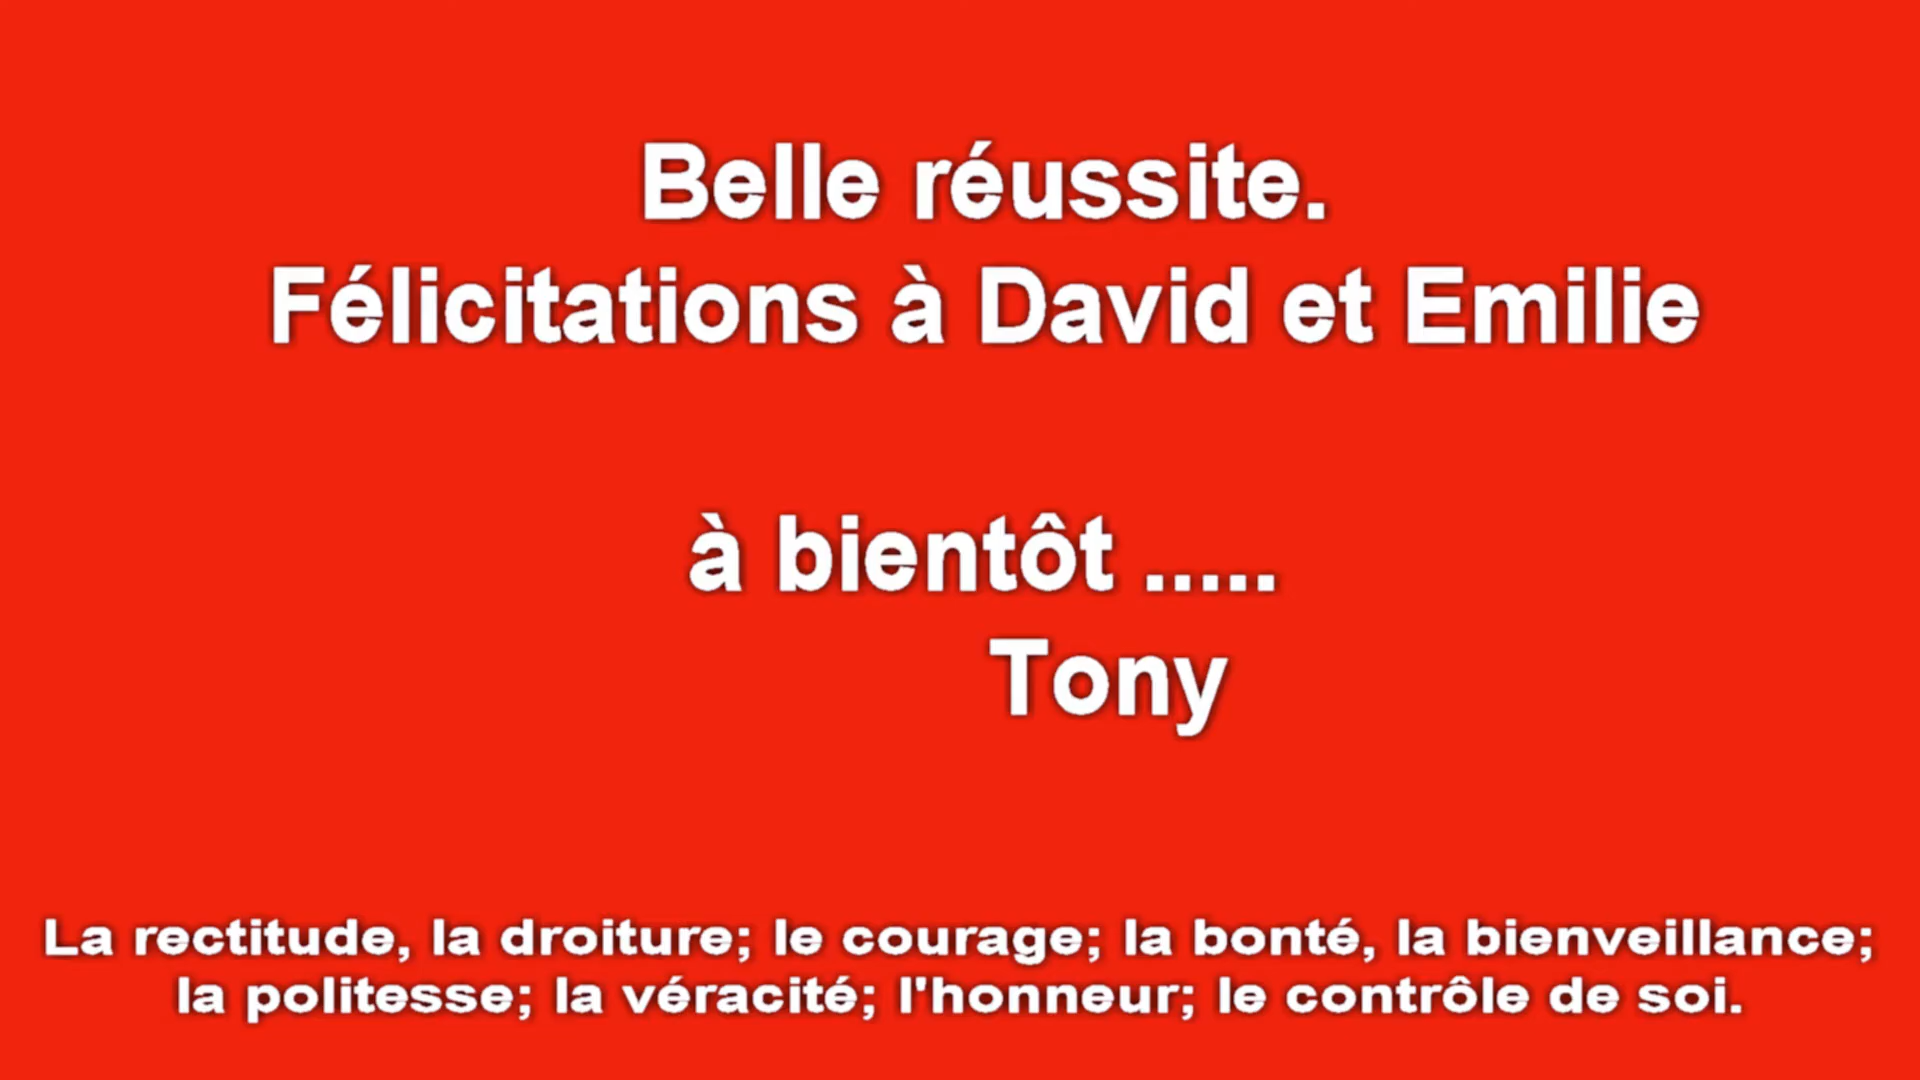 Belle réussite.
Félicitations à David et Emilie
à bientôt .....
Tony
La rectitude, la droiture; le courage; la bonté, la bienveillance;
la politesse; la véracité; l'honneur; le contrôle de soi.